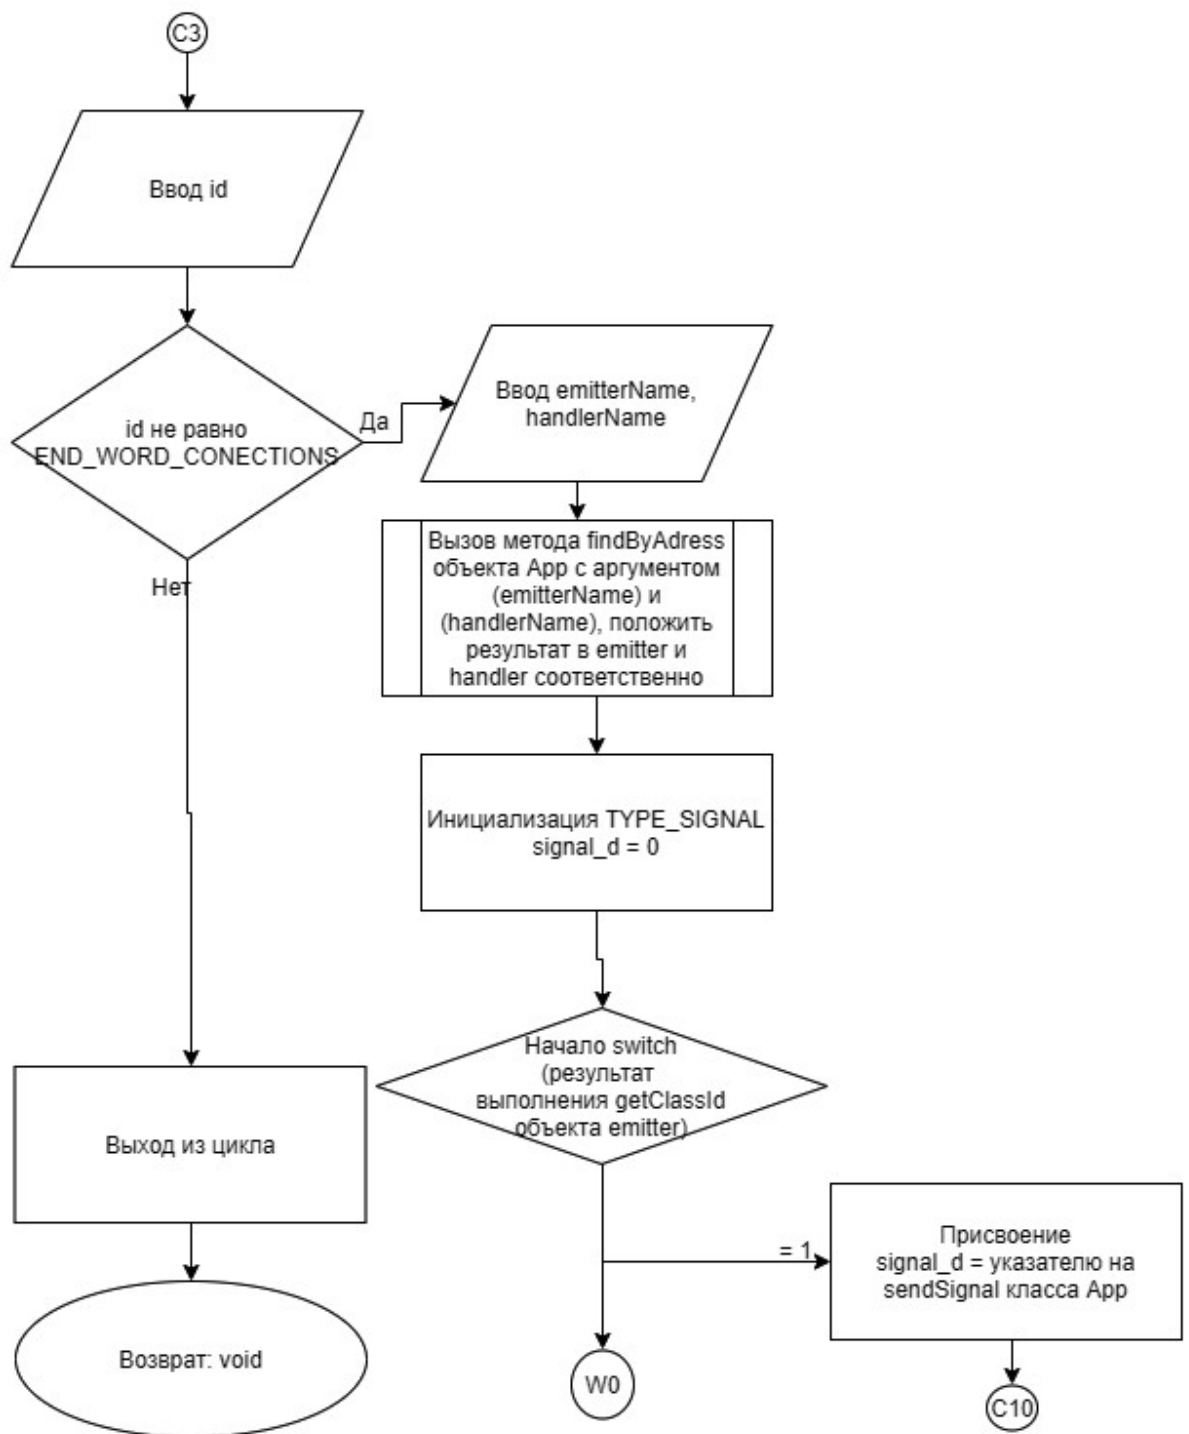 C3
Ввод id
id не равно
END_WORD_CONECTIONS
Да
Нет
Ввод emitterName,
handlerName
Вызов метода findByAdress
объекта App с аргументом
(emitterName) и
(handlerName), положить
результат в emitter и
handler соответственно
Инициализация TYPE_SIGNAL
signal_d = 0
Начало switch
(результат
выполнения getClassId
объекта emitter)
= 1
Присвоение
signal_d = указателю на
sendSignal класса App
W0
C10
Выход из цикла
Возврат: void